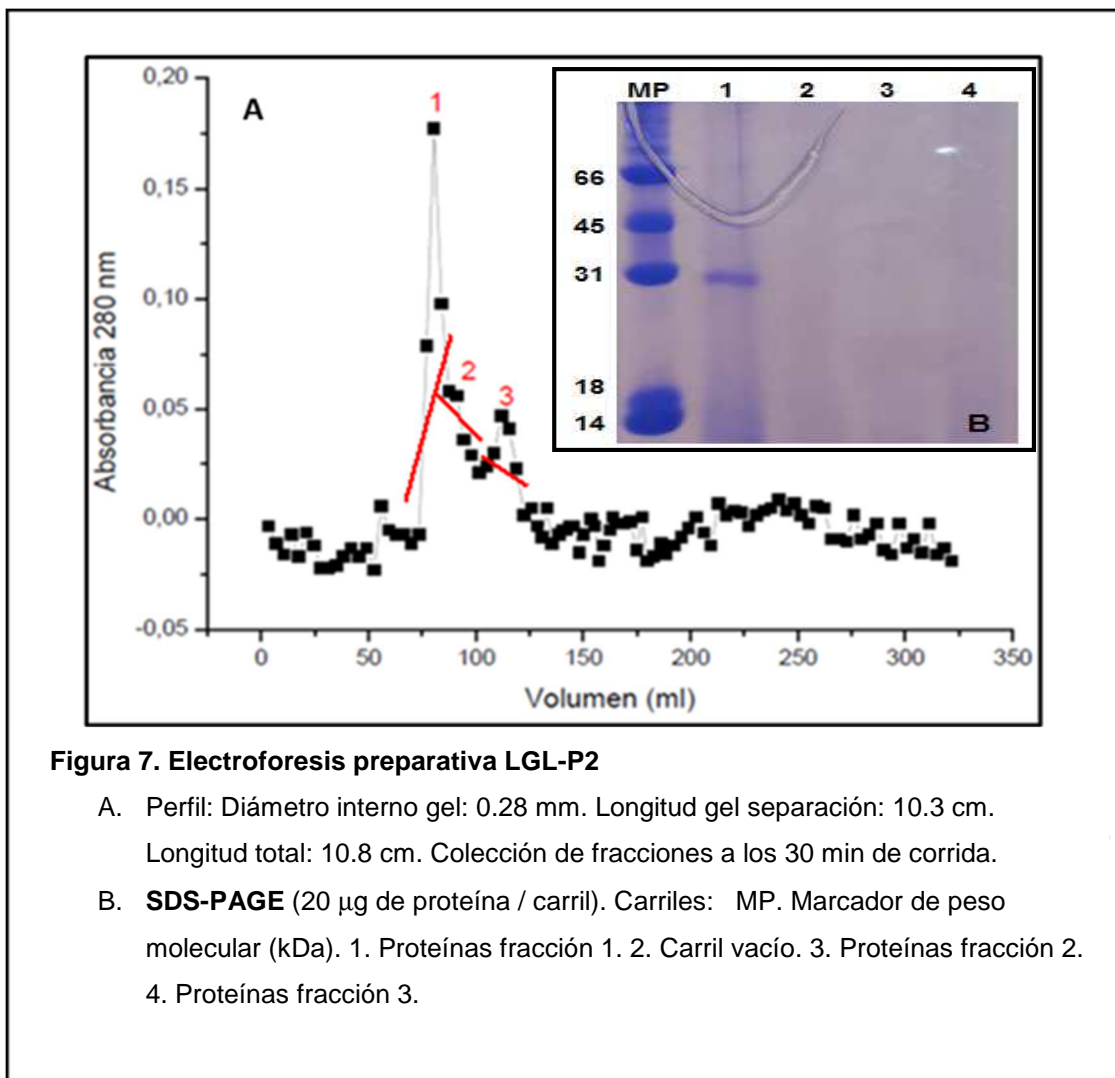 0,20
0,15
0,10
0,05
0,00
-0,05
Absorbancia 280 nm
A
1
2
3
0
50
100
150
200
250
300
350
Volumen (ml)
MP 1 2 3 4
66
45
31
18
14
B
Figura 7. Electroforesis preparativa LGL-P2
A. Perfil: Diámetro interno gel: 0.28 mm. Longitud gel separación: 10.3 cm.
Longitud total: 10.8 cm. Colección de fracciones a los 30 min de corrida.
B. SDS-PAGE (20 μg de proteína / carril). Carriles: MP. Marcador de peso
molecular (kDa). 1. Proteínas fracción 1. 2. Carril vacío. 3. Proteínas fracción 2.
4. Proteínas fracción 3.